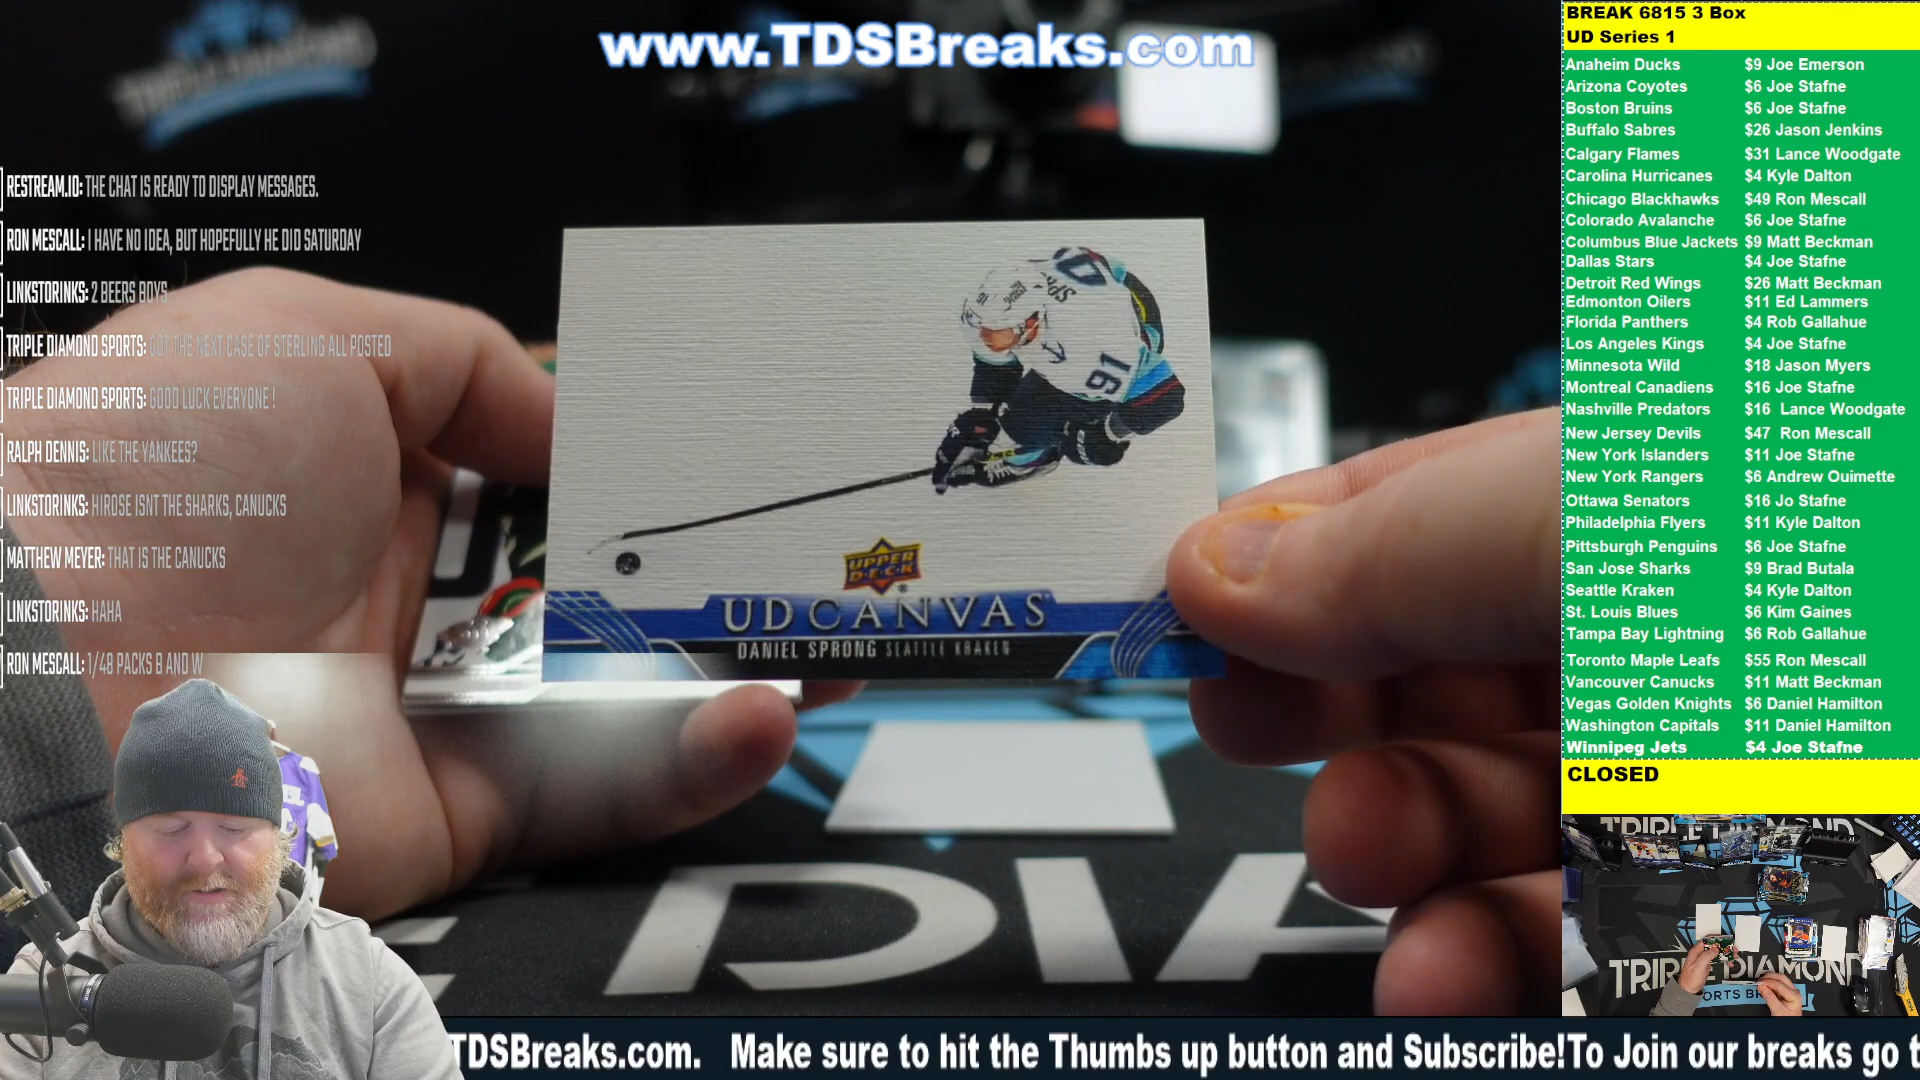 www.TDSBreaks.com
BREAK 6815 3 Box
UD Series 1
Anaheim Ducks $9 Joe Emerson
Arizona Coyotes $6 Joe Stafne
Boston Bruins $6 Joe Stafne
Buffalo Sabres $26 Jason Jenkins
Calgary Flames $31 Lance Woodgate
Carolina Hurricanes $4 Kyle Dalton
Chicago Blackhawks $49 Ron Mescall
Colorado Avalanche $6 Joe Stafne
Columbus Blue Jackets $9 Matt Beckman
Dallas Stars $4 Joe Stafne
Detroit Red Wings $26 Matt Beckman
Edmonton Oilers $11 Ed Lammers
Florida Panthers $4 Rob Gallahue
Los Angeles Kings $4 Joe Stafne
Minnesota Wild $18 Jason Myers
Montreal Canadiens $16 Joe Stafne
Nashville Predators $16 Lance Woodgate
New Jersey Devils $47 Ron Mescall
New York Islanders $11 Joe Stafne
New York Rangers $6 Andrew Ouimette
Ottawa Senators $16 Jo Stafne
Philadelphia Flyers $11 Kyle Dalton
Pittsburgh Penguins $6 Joe Stafne
San Jose Sharks $9 Brad Butala
Seattle Kraken $4 Kyle Dalton
St. Louis Blues $6 Kim Gaines
Tampa Bay Lightning $6 Rob Gallahue
Toronto Maple Leafs $55 Ron Mescall
Vancouver Canucks $11 Matt Beckman
Vegas Golden Knights $6 Daniel Hamilton
Washington Capitals $11 Daniel Hamilton
Winnipeg Jets $4 Joe Stafne
CLOSED
RESTREAM.IO: THE CHAT IS READY TO DISPLAY MESSAGES.
RON MESCALL: I HAVE NO IDEA, BUT HOPEFULLY HE DID SATURDAY
LINKSTORINKS: 2 BEERS BOYS
TRIPLE DIAMOND SPORTS: GOT THE NEXT CASE OF STERLING ALL POSTED
TRIPLE DIAMOND SPORTS: GOOD LUCK EVERYONE !
RALPH DENNIS: LIKE THE YANKEES?
LINKSTORINKS: HIROSE ISNT THE SHARKS, CANUCKS
MATTHEW MEYER: THAT IS THE CANUCKS
LINKSTORINKS: HAHA
RON MESCALL: 1/48 PACKS B AND W
91
UPPER
DECK
UD CANVAS
DANIEL SPRONG SEATTLE KRAKEN
DIA
TRIPLE DIAMOND
TRIPLE DIAMOND
ORTS BR
TDSBreaks.com. Make sure to hit the Thumbs up button and Subscribe!To Join our breaks go t